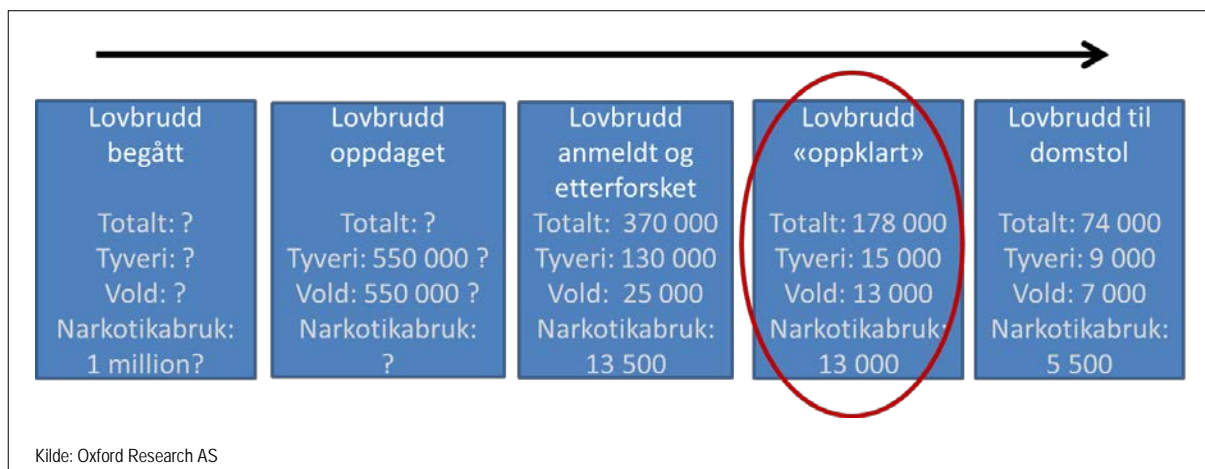 Lovbrudd
begått
Totalt: ?
Tyveri: ?
Vold: ?
Narkotikabruk:
1 million?
Lovbrudd
oppdaget
Totalt: ?
Tyveri: 550 000 ?
Vold: 550 000 ?
Narkotikabruk:
?
Lovbrudd
anmeldt og
etterforsket
Totalt: 370 000
Tyveri: 130 000
Vold: 25 000
Narkotikabruk:
13 500
Lovbrudd
«oppklart»
Totalt: 178 000
Tyveri: 15 000
Vold: 13 000
Narkotikabruk:
13 000
Lovbrudd til
domstol
Totalt: 74 000
Tyveri: 9 000
Vold: 7 000
Narkotikabruk:
5 500
Kilde: Oxford Research AS